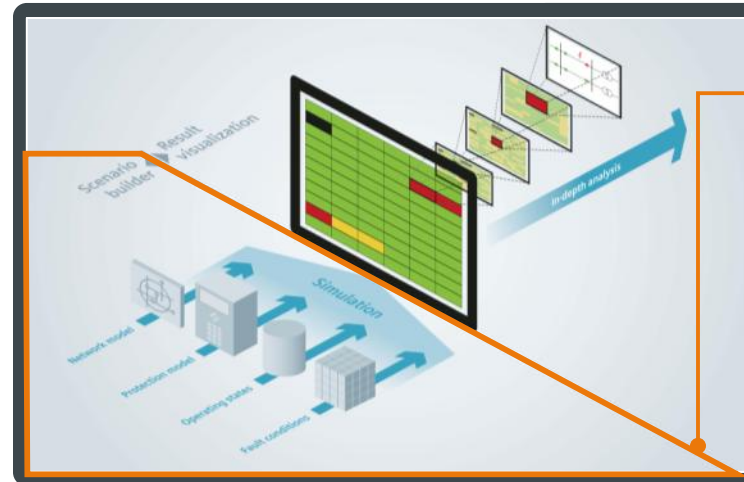 Scenario
builder
Result
visualization
In-depth analysis
Simulation
Network model
Protection model
Operating states
Fault conditions